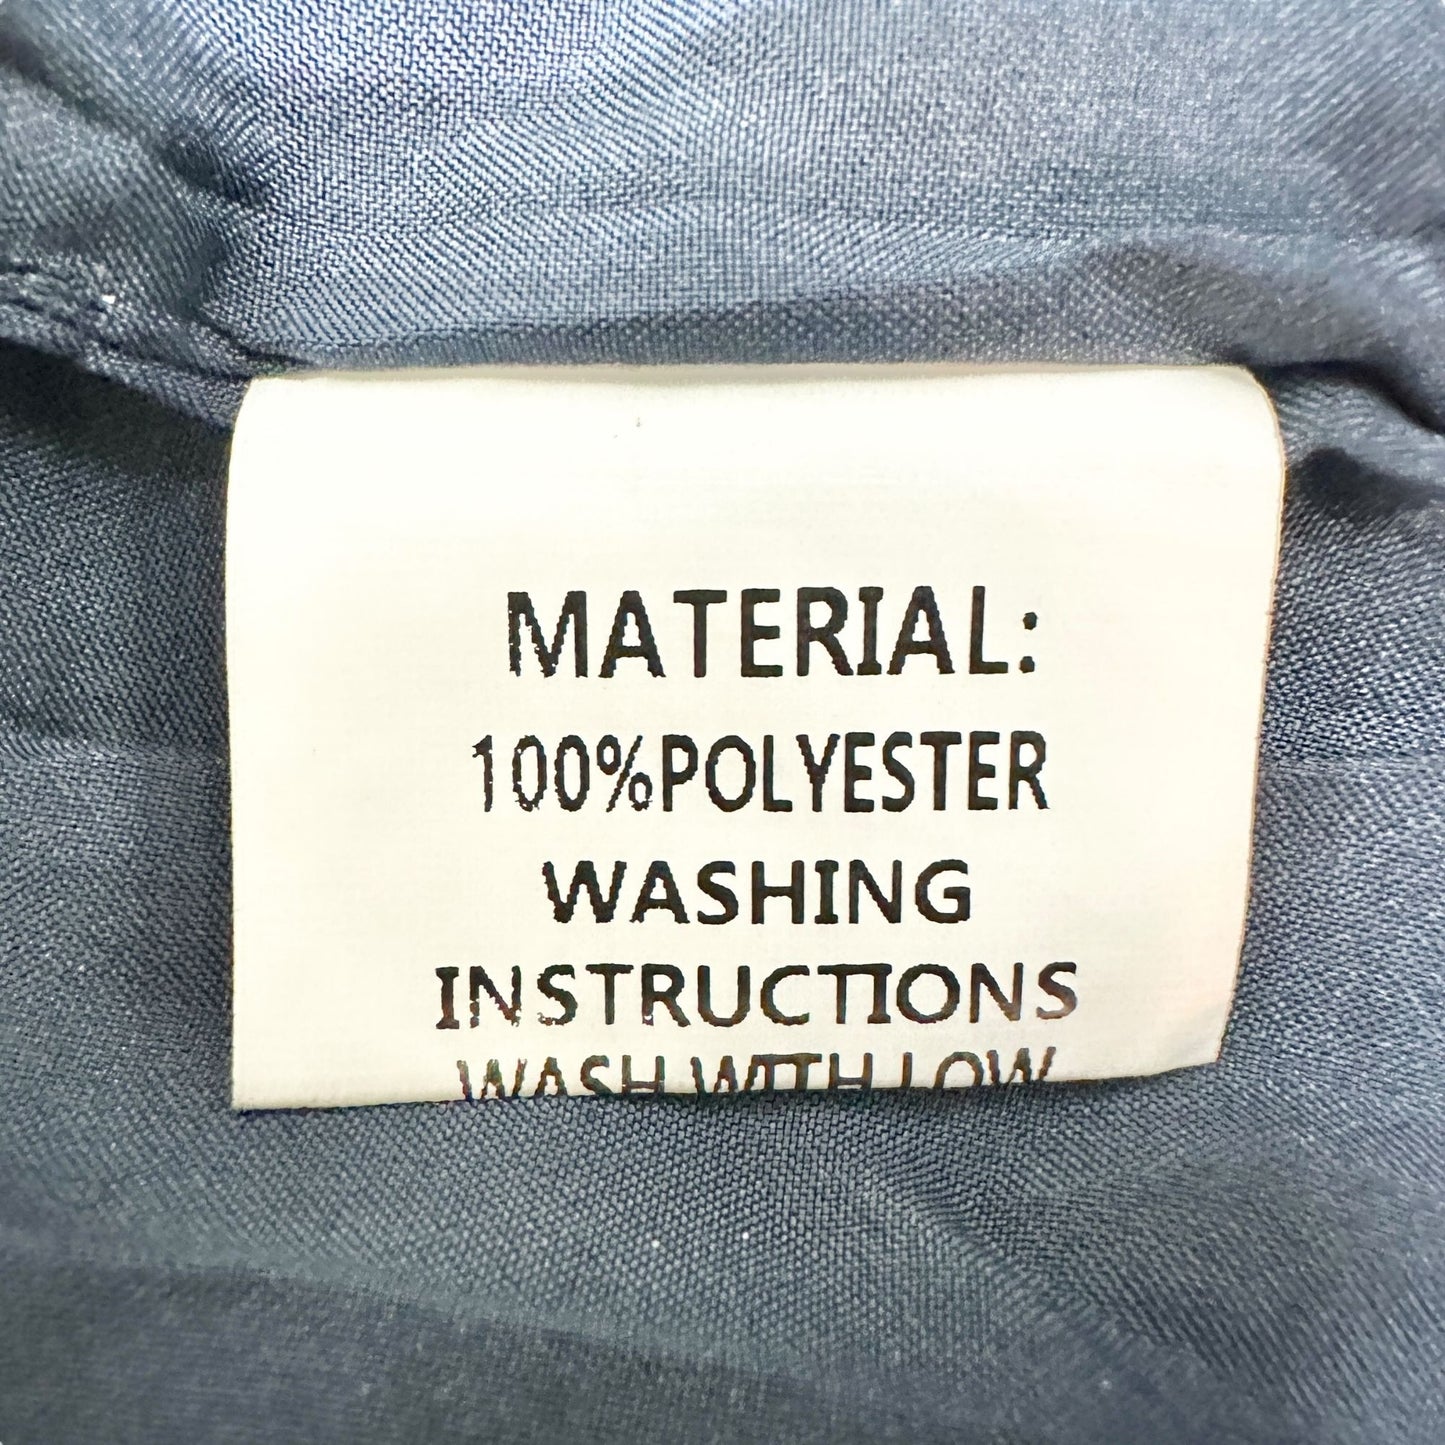 MATERIAL:
100%POLYESTER
WASHING
INSTRUCTIONS
WASH WITH LOW